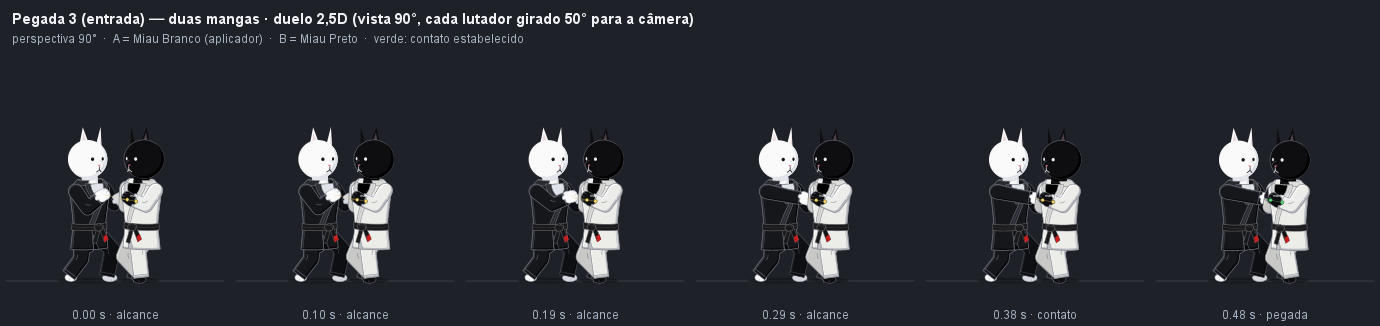 Pegada 3 (entrada) — duas mangas · duelo 2,5D (vista 90°, cada lutador girado 50° para a câmera)
perspectiva 90° · A = Miau Branco (aplicador) · B = Miau Preto · verde: contato estabelecido
0.00 s · alcance
0.10 s · alcance
0.19 s · alcance
0.29 s · alcance
0.38 s · contato
0.48 s · pegada